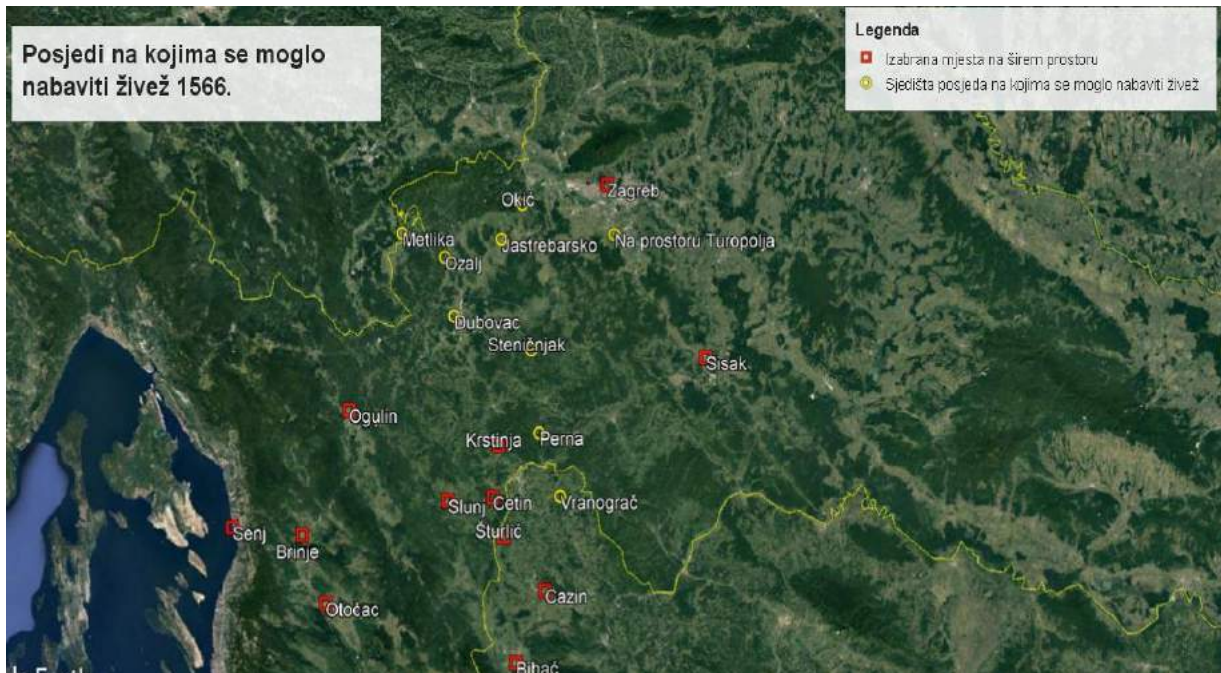 Posjedi na kojima se moglo
nabaviti živež 1566.
Legenda
Izabrana mjesta na širem prostoru
Sjedišta posjeda na kojima se moglo nabaviti živež
Zagreb
Okić
Metlika
Jastrebarsko
Na prostoru Turopolja
Ozalj
Dubovac
Steničnjak
Sisak
Ogulin
Krstinja
Perna
Slunj
Cetin
Vranograč
Šturlić
Senj
Brinje
Cazin
Otočac
Bihać